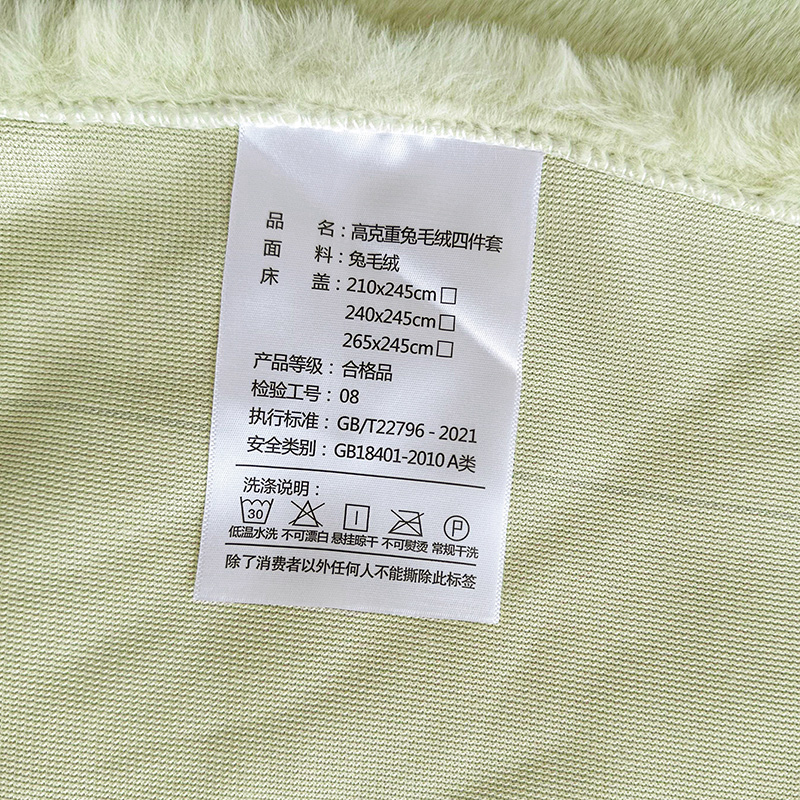 品 名：高克重兔毛绒四件套
面 料：兔毛绒
床 盖：210x245cm□
240x245cm□
265x245cm□
产品等级：合格品
检验工号：08
执行标准：GB/T22796 - 2021
安全类别：GB18401-2010 A类
洗涤说明：
30 P
低温水洗 不可漂白 悬挂晾干 不可熨烫 常规干洗
除了消费者以外任何人不能撕除此标签